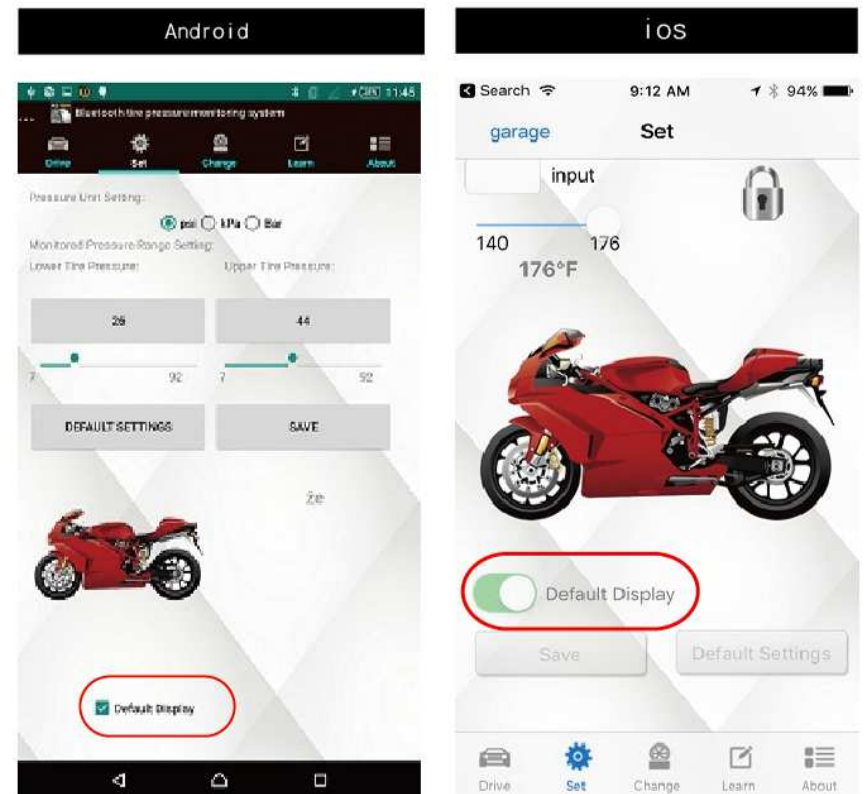 Android
11:45
Bluetooth tire pressure monitoring system
Drive Set Change Learn About
Pressure Unit Setting:
psi kPa Bar
Monitored Pressure Range Setting:
Lower Tire Pressure: Upper Tire Pressure:
26 44
7 92 7 92
DEFAULT SETTINGS SAVE
že
Default Display
ios
Search 9:12 AM 94%
garage Set
input
140 176
176°F
Default Display
Save Default Settings
Drive Set Change Learn About